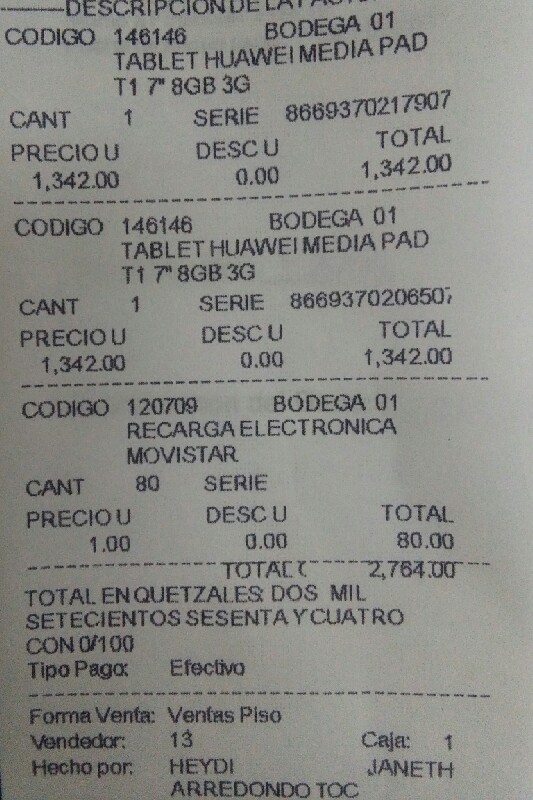 DESCRIPCION DE LA
CODIGO 146146 BODEGA 01
TABLET HUAWEI MEDIA PAD
T1 7" 8GB 3G
CANT 1 SERIE 8669370217907
PRECIO U DESC U TOTAL
1,342.00 0.00 1,342.00
CODIGO 146146 BODEGA 01
TABLET HUAWEI MEDIA PAD
T1 7" 8GB 3G
CANT 1 SERIE 866937020650
PRECIO U DESC U TOTAL
1,342.00 0.00 1,342.00
CODIGO 120709 BODEGA 01
RECARGA ELECTRONICA
MOVISTAR
CANT 80 SERIE
PRECIO U DESC U TOTAL
1.00 0.00 80.00
TOTAL 2,764.00
TOTAL EN QUETZALES: DOS MIL
SETECIENTOS SESENTA Y CUATRO
CON 0/100
Tipo Pago: Efectivo
Forma Venta: Ventas Piso
Vendedor: 13 Caja: 1
Hecho por: HEYDI JANETH
ARREDONDO TOC